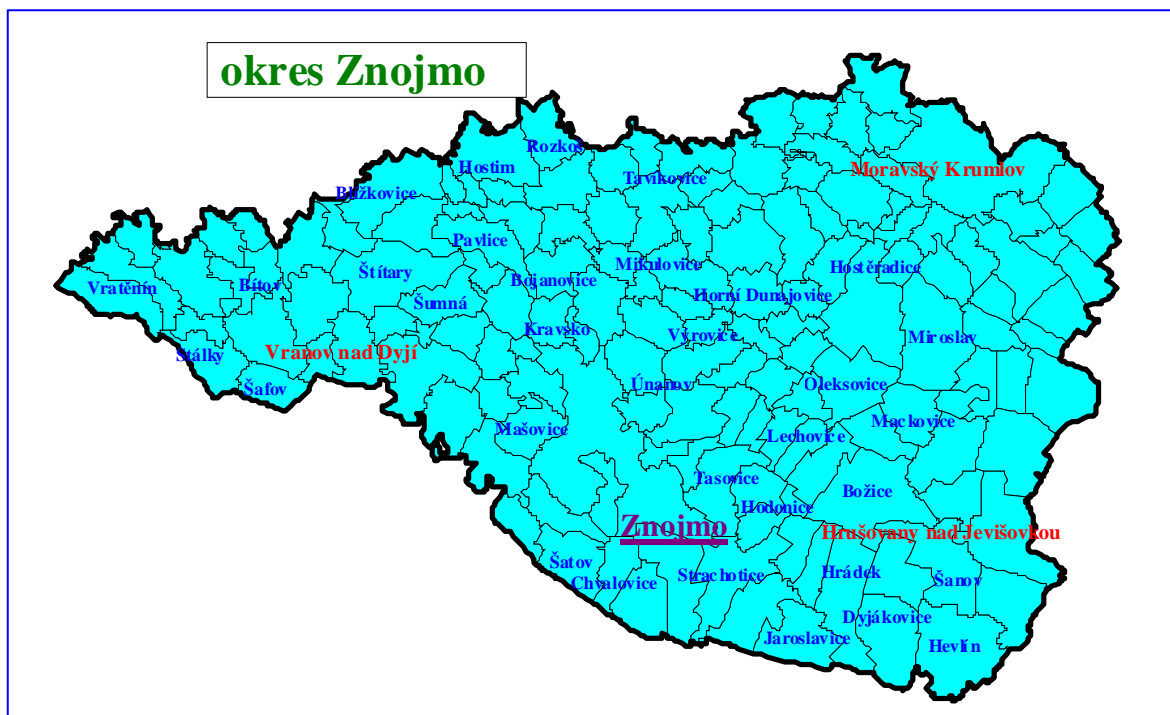 okres Znojmo
Rozkoš
Hostim
Tavíkovice
Moravský Krumlov
Blížkovice
Pavlice
Mikulovice
Hostěradice
Štítary
Bojanovice
Vratěnín
Bítov
Horní Dunajovice
Šumná
Kravsko
Výrovice
Miroslav
Stálky
Vranov nad Dyjí
Šafov
Únanov
Oleksovice
Mackovice
Mašovice
Lechovice
Tasovice
Božice
Hodonice
Znojmo
Hrušovany nad Jevišovkou
Šatov
Chvalovice
Strachotice
Hrádek
Šanov
Dyjákovice
Jaroslavice
Hevlín